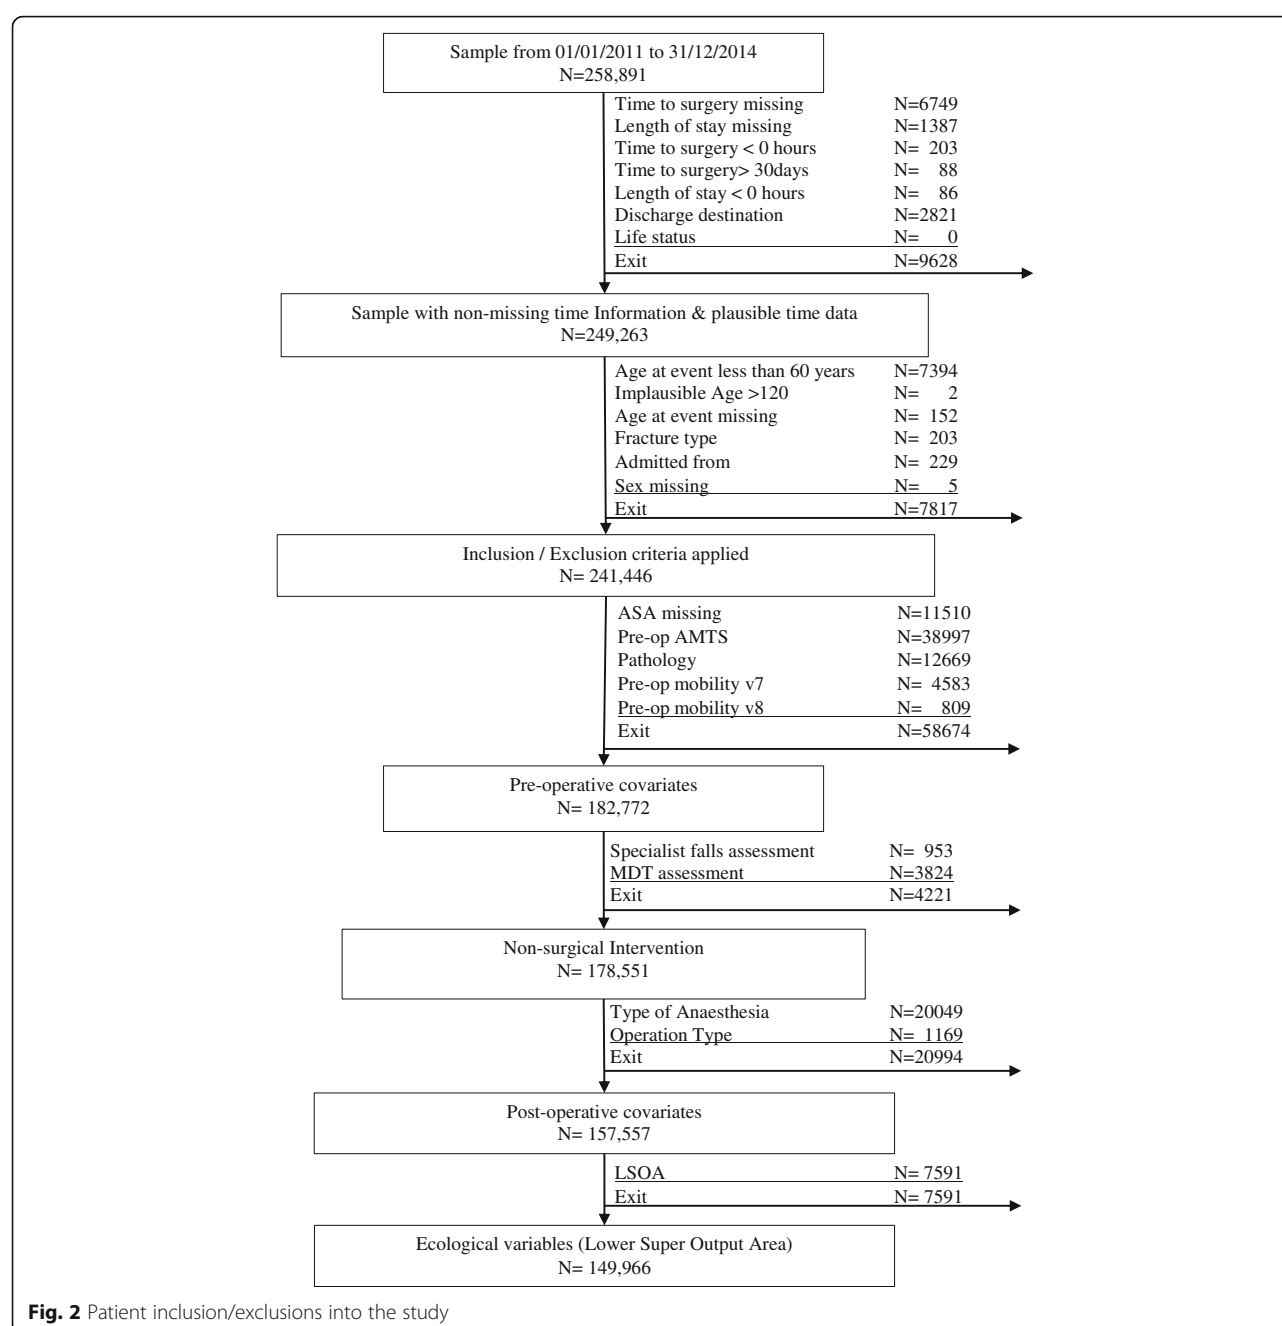 Sample from 01/01/2011 to 31/12/2014
N=258,891
Time to surgery missing N=6749
Length of stay missing N=1387
Time to surgery < 0 hours N= 203
Time to surgery> 30days N= 88
Length of stay < 0 hours N= 86
Discharge destination N=2821
Life status N= 0
Exit N=9628
Sample with non-missing time Information & plausible time data
N=249,263
Age at event less than 60 years N=7394
Implausible Age >120 N= 2
Age at event missing N= 152
Fracture type N= 203
Admitted from N= 229
Sex missing N= 5
Exit N=7817
Inclusion / Exclusion criteria applied
N= 241,446
ASA missing N=11510
Pre-op AMTS N=38997
Pathology N=12669
Pre-op mobility v7 N= 4583
Pre-op mobility v8 N= 809
Exit N=58674
Pre-operative covariates
N= 182,772
Specialist falls assessment N= 953
MDT assessment N=3824
Exit N=4221
Non-surgical Intervention
N= 178,551
Type of Anaesthesia N=20049
Operation Type N= 1169
Exit N=20994
Post-operative covariates
N= 157,557
LSOA N= 7591
Exit N= 7591
Ecological variables (Lower Super Output Area)
N= 149,966
Fig. 2 Patient inclusion/exclusions into the study